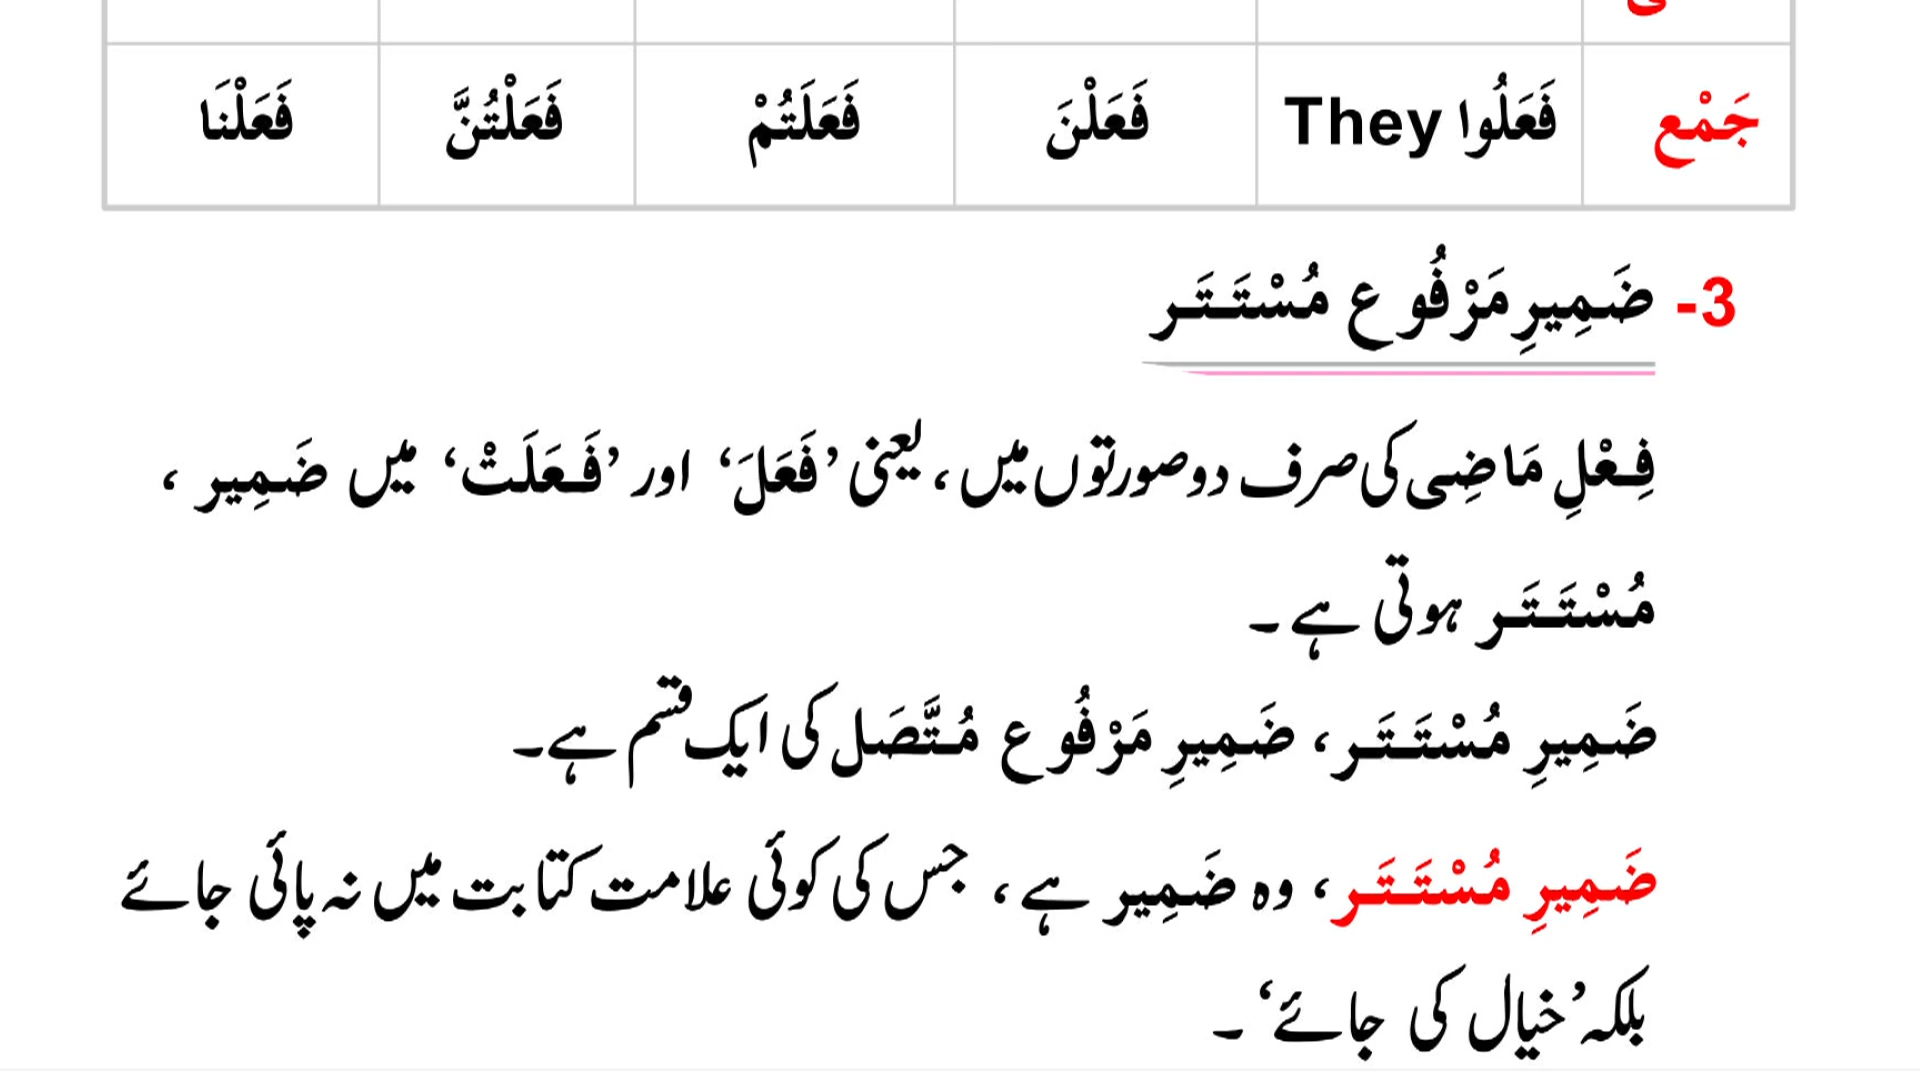 جَمْع فَعَلُوا They فَعَلْنَ فَعَلَتُمْ فَعَلْتُنَّ فَعَلْنَا
3- ضَمِیرِ مَرْفُوع مُسْتَتَر
فِعْلِ مَاضِی کی صرف دو صورتوں میں ، یعنی ’فَعَلَ‘ اور ’فَعَلَتْ‘ میں ضَمِیر ،
مُسْتَتَر ہوتی ہے ۔
ضَمِیرِ مُسْتَتَر ، ضَمِیرِ مَرْفُوع مُتَّصَل کی ایک قسم ہے۔
ضَمِیرِ مُسْتَتَر ، وہ ضَمِیر ہے ، جس کی کوئی علامت کتابت میں نہ پائی جائے
بلکہ ’خیال کی جائے‘ ۔